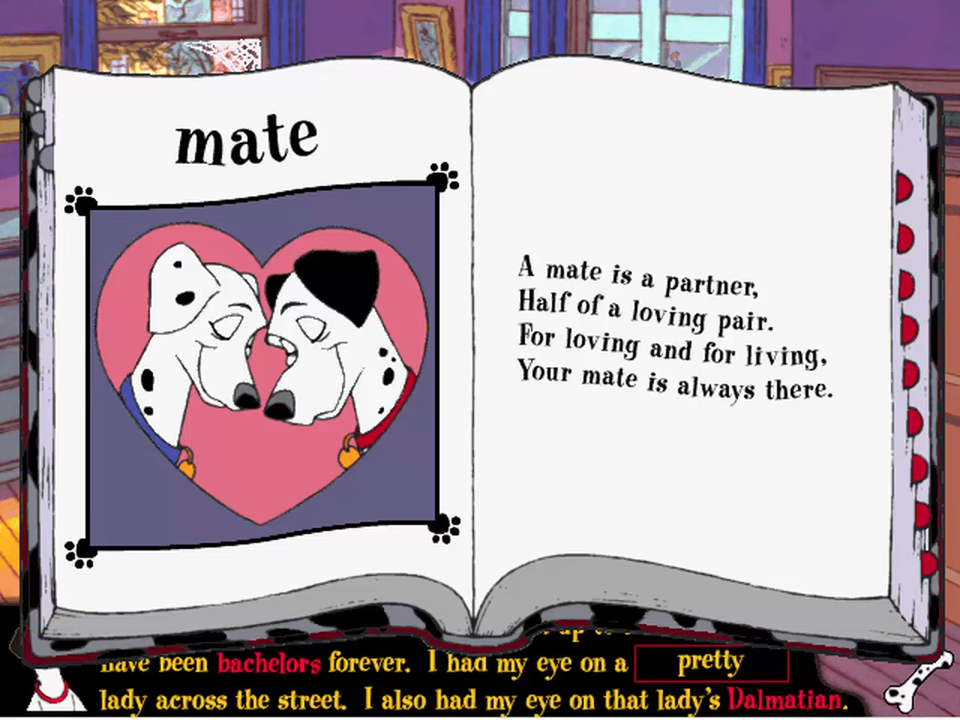 mate
A mate is a partner,
Half of a loving pair.
For loving and for living,
Your mate is always there.
up to
have been bachelors forever. I had my eye on a pretty
lady across the street. I also had my eye on that lady's Dalmatian.